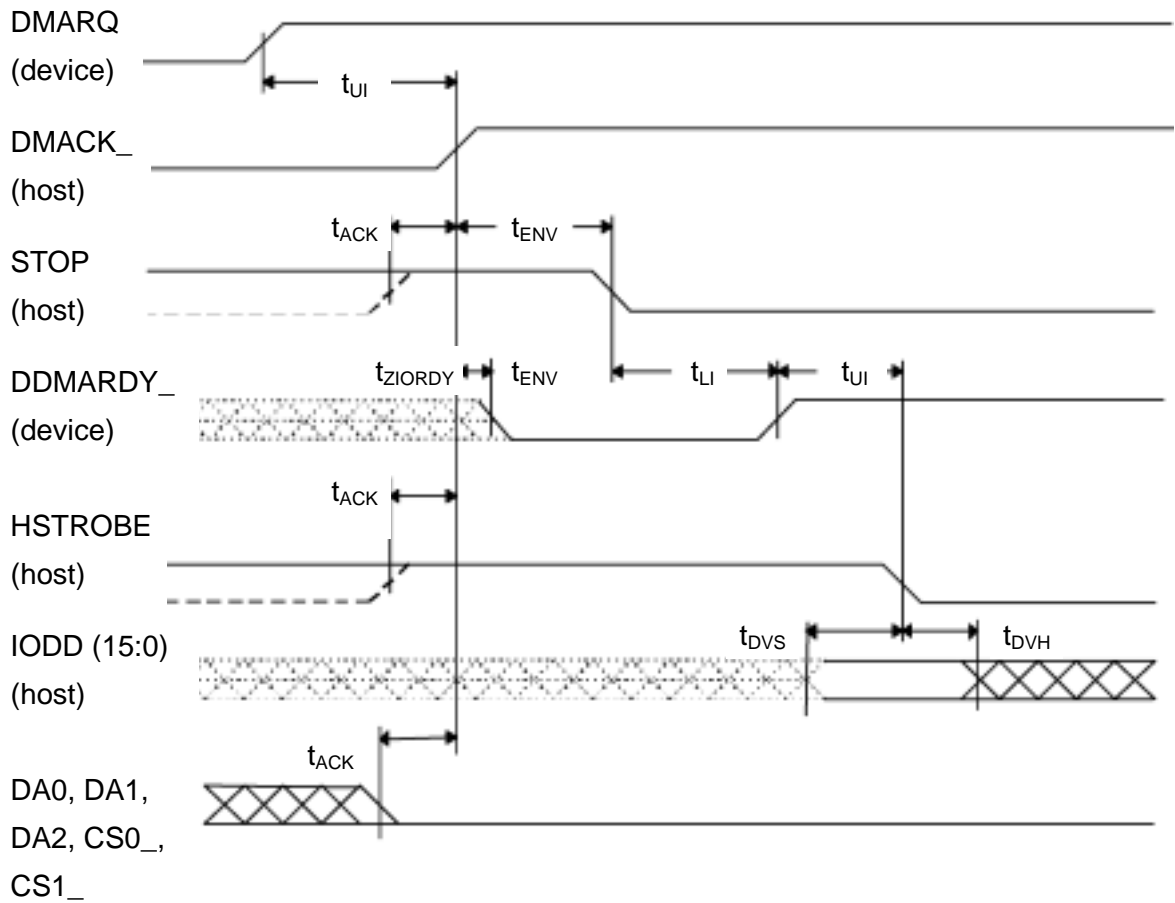 DMARQ
(device)
tUI
DMACK_
(host)
tACK
tENV
STOP
(host)
tZIORDY
tENV
tLI
tUI
DDMARDY_
(device)
tACK
HSTROBE
(host)
tDVS
tDVH
IODD (15:0)
(host)
tACK
DA0, DA1,
DA2, CS0_,
CS1_